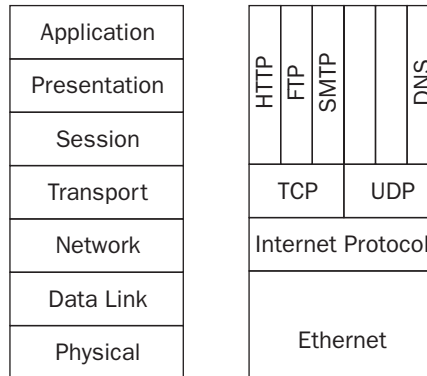 Application
Presentation
Session
Transport
Network
Data Link
Physical
HTTP
FTP
SMTP
DNS
TCP
UDP
Internet Protocol
Ethernet